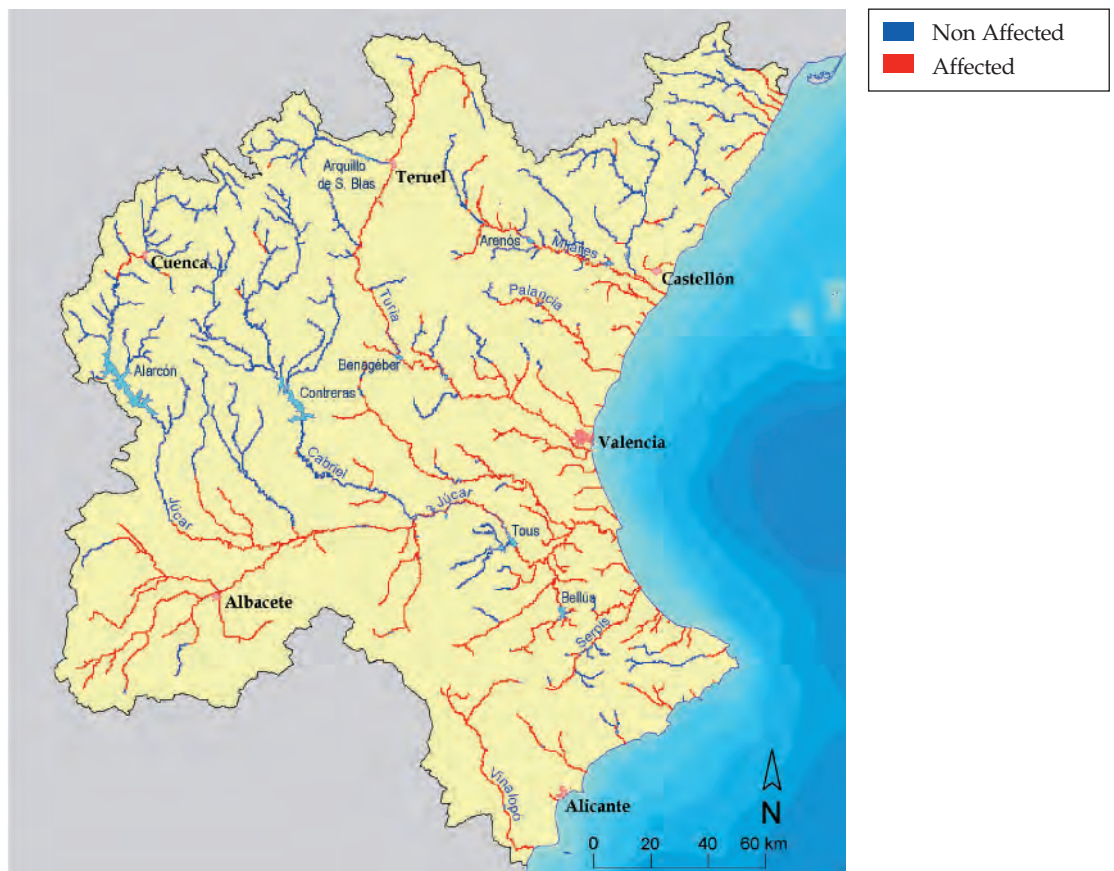 Non Affected
Affected
Arquillo
de S. Blas
Teruel
Cuenca
Arenós
Mijares
Castellón
Palancia
Turia
Benagéber
Alarcón
Contreras
Valencia
Cabriel
Júcar
Júcar
Tous
Albacete
Bellús
Serpis
Vinalopó
Alicante
N
0 20 40 60 km